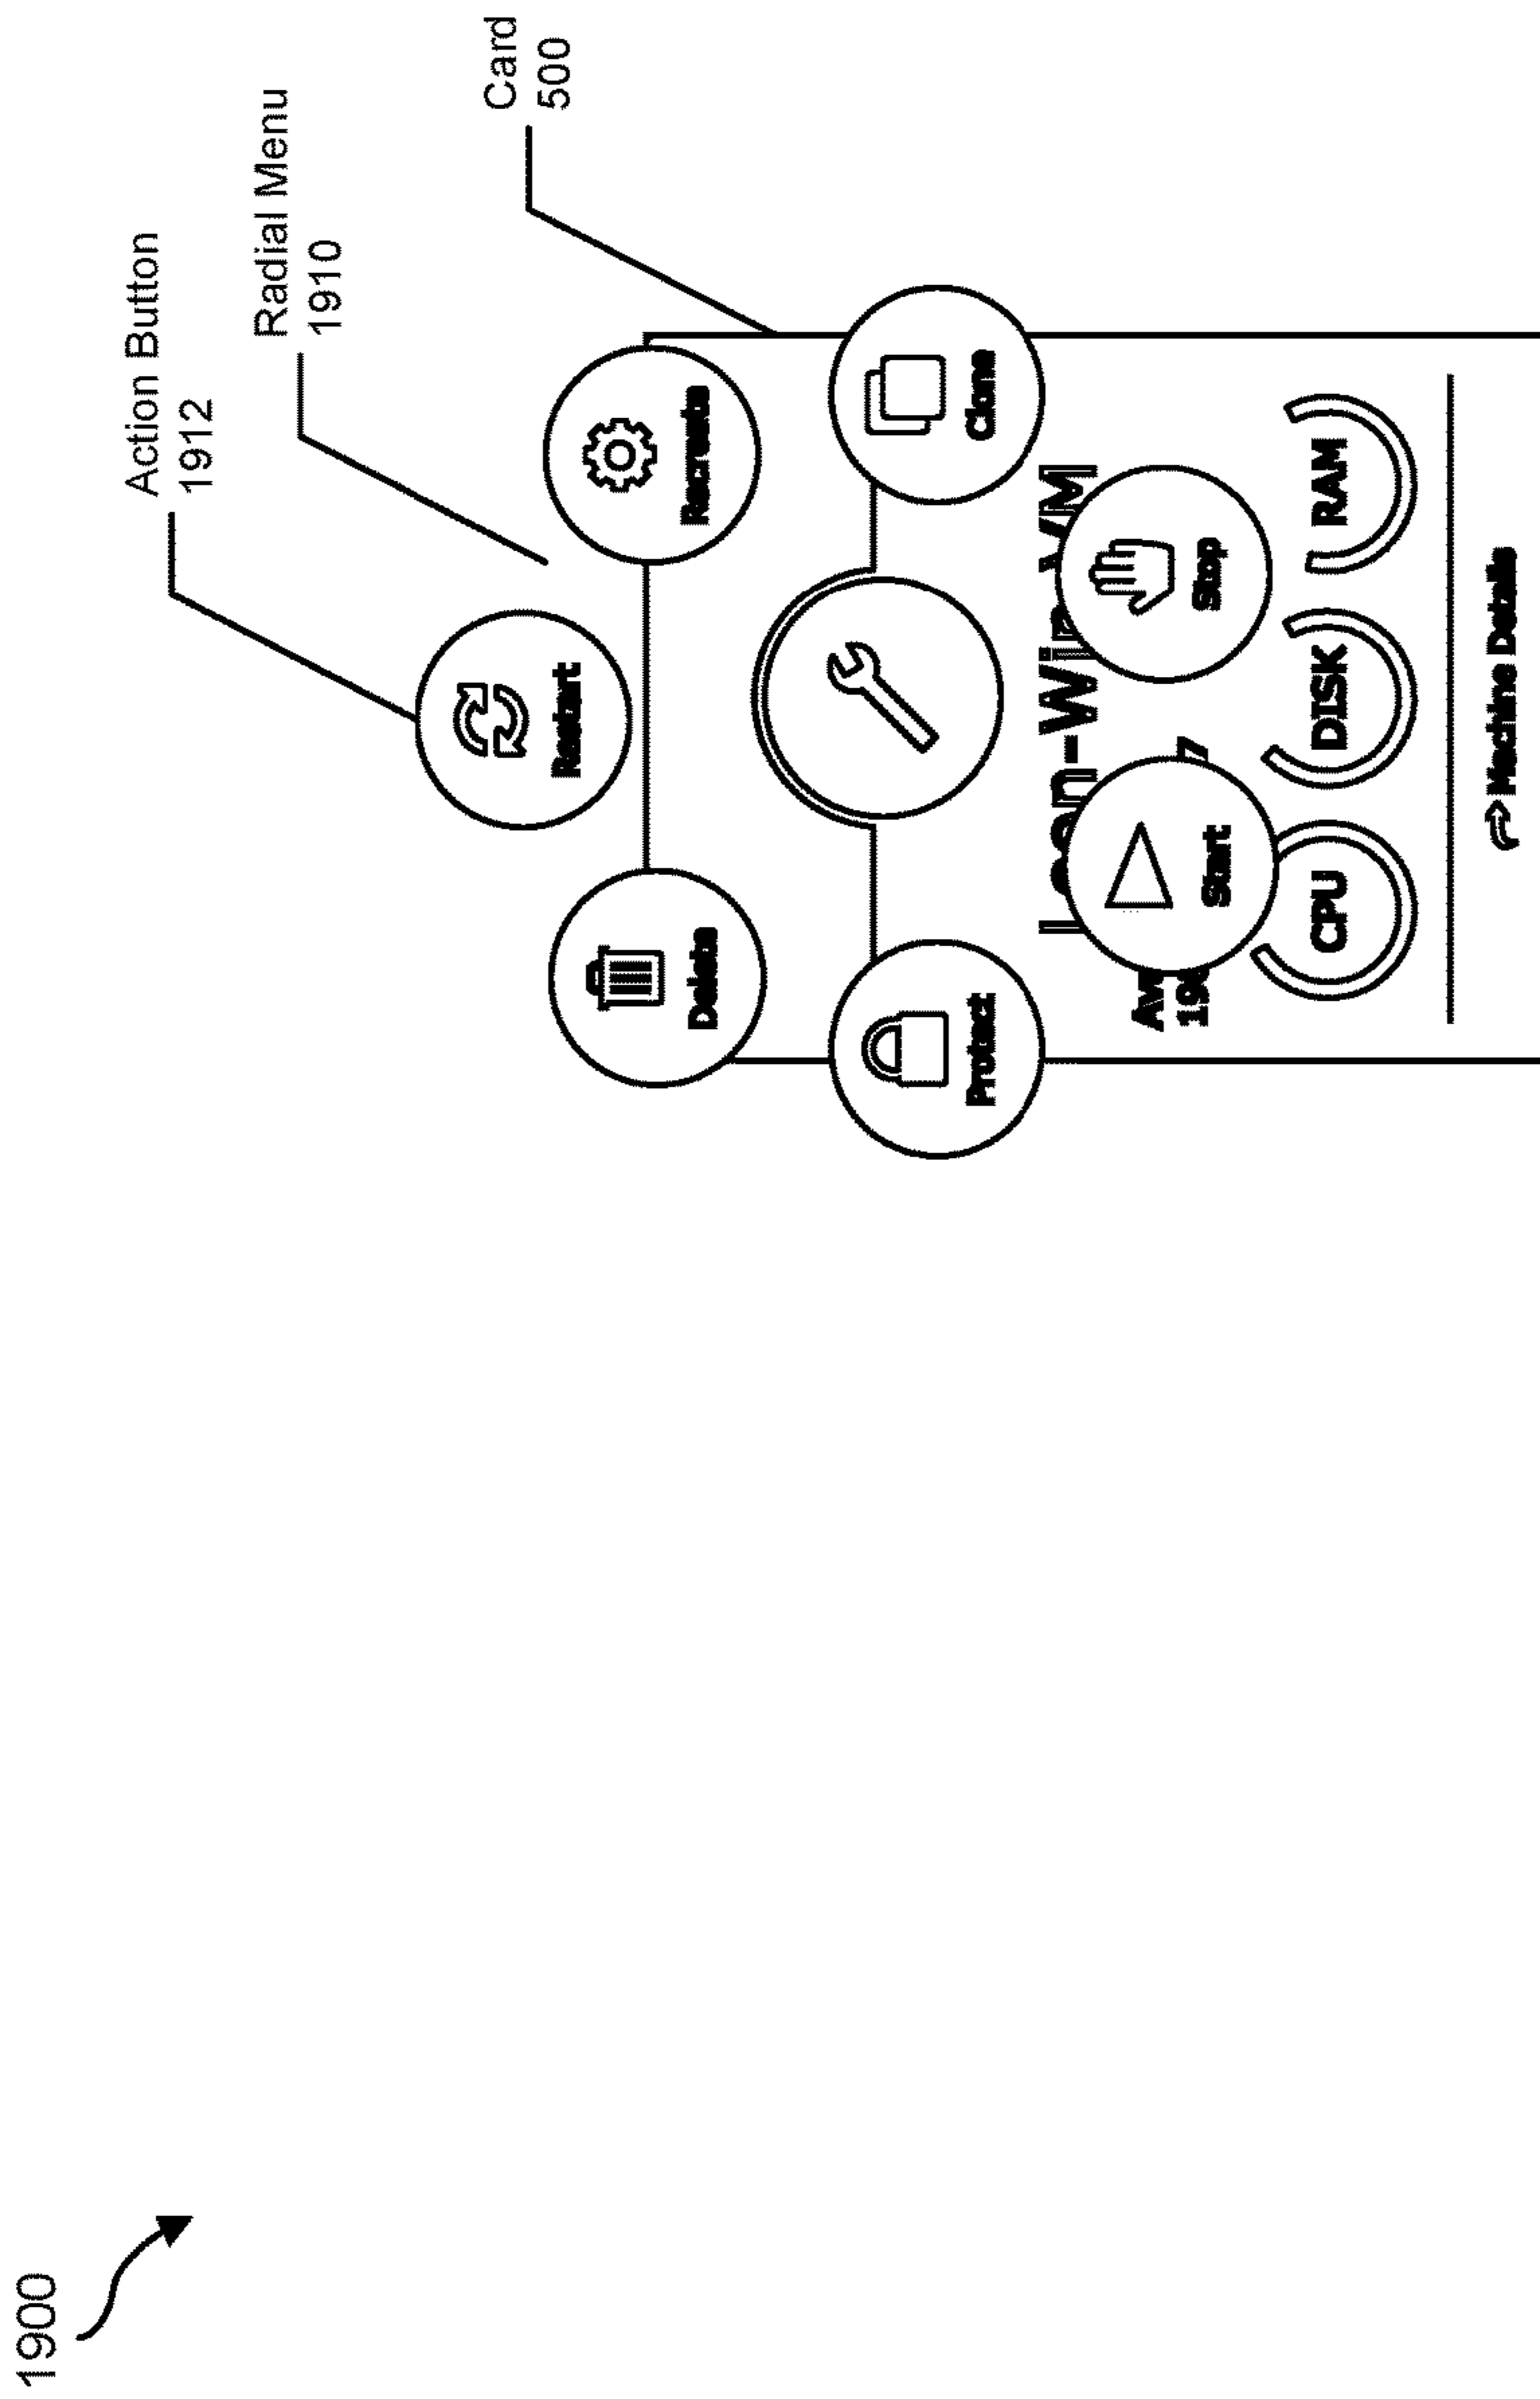 1900
Action Button
1912
Radial Menu
1910
Card
500
Restart
Delete
Recreate
Protect
Clone
Start
Stop
CPU
DISK
RAM
Machine Details